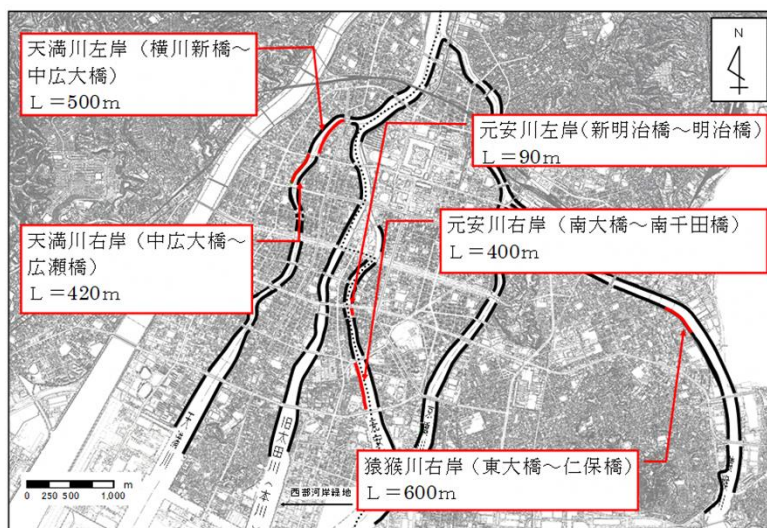 天満川左岸（横川新橋～
中広大橋）
L＝500m
N
元安川左岸（新明治橋～明治橋）
L＝90m
元安川右岸（南大橋～南千田橋）
L＝400m
天満川右岸（中広大橋～
広瀬橋）
L＝420m
猿猴川右岸（東大橋～仁保橋）
L＝600m
旧太田川（本川）
西部河岸緑地
0 250 500 1,000 m